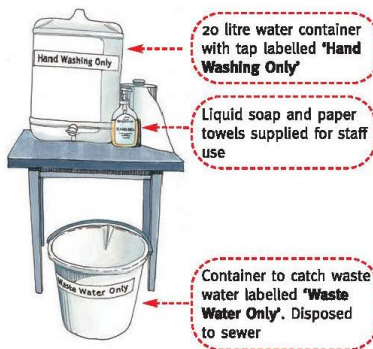 20 litre water container
with tap labelled ‘Hand
Washing Only’
Hand Washing Only
Liquid soap and paper
towels supplied for staff
use
Waste Water Only
Container to catch waste
water labelled ‘Waste
Water Only’. Disposed
to sewer